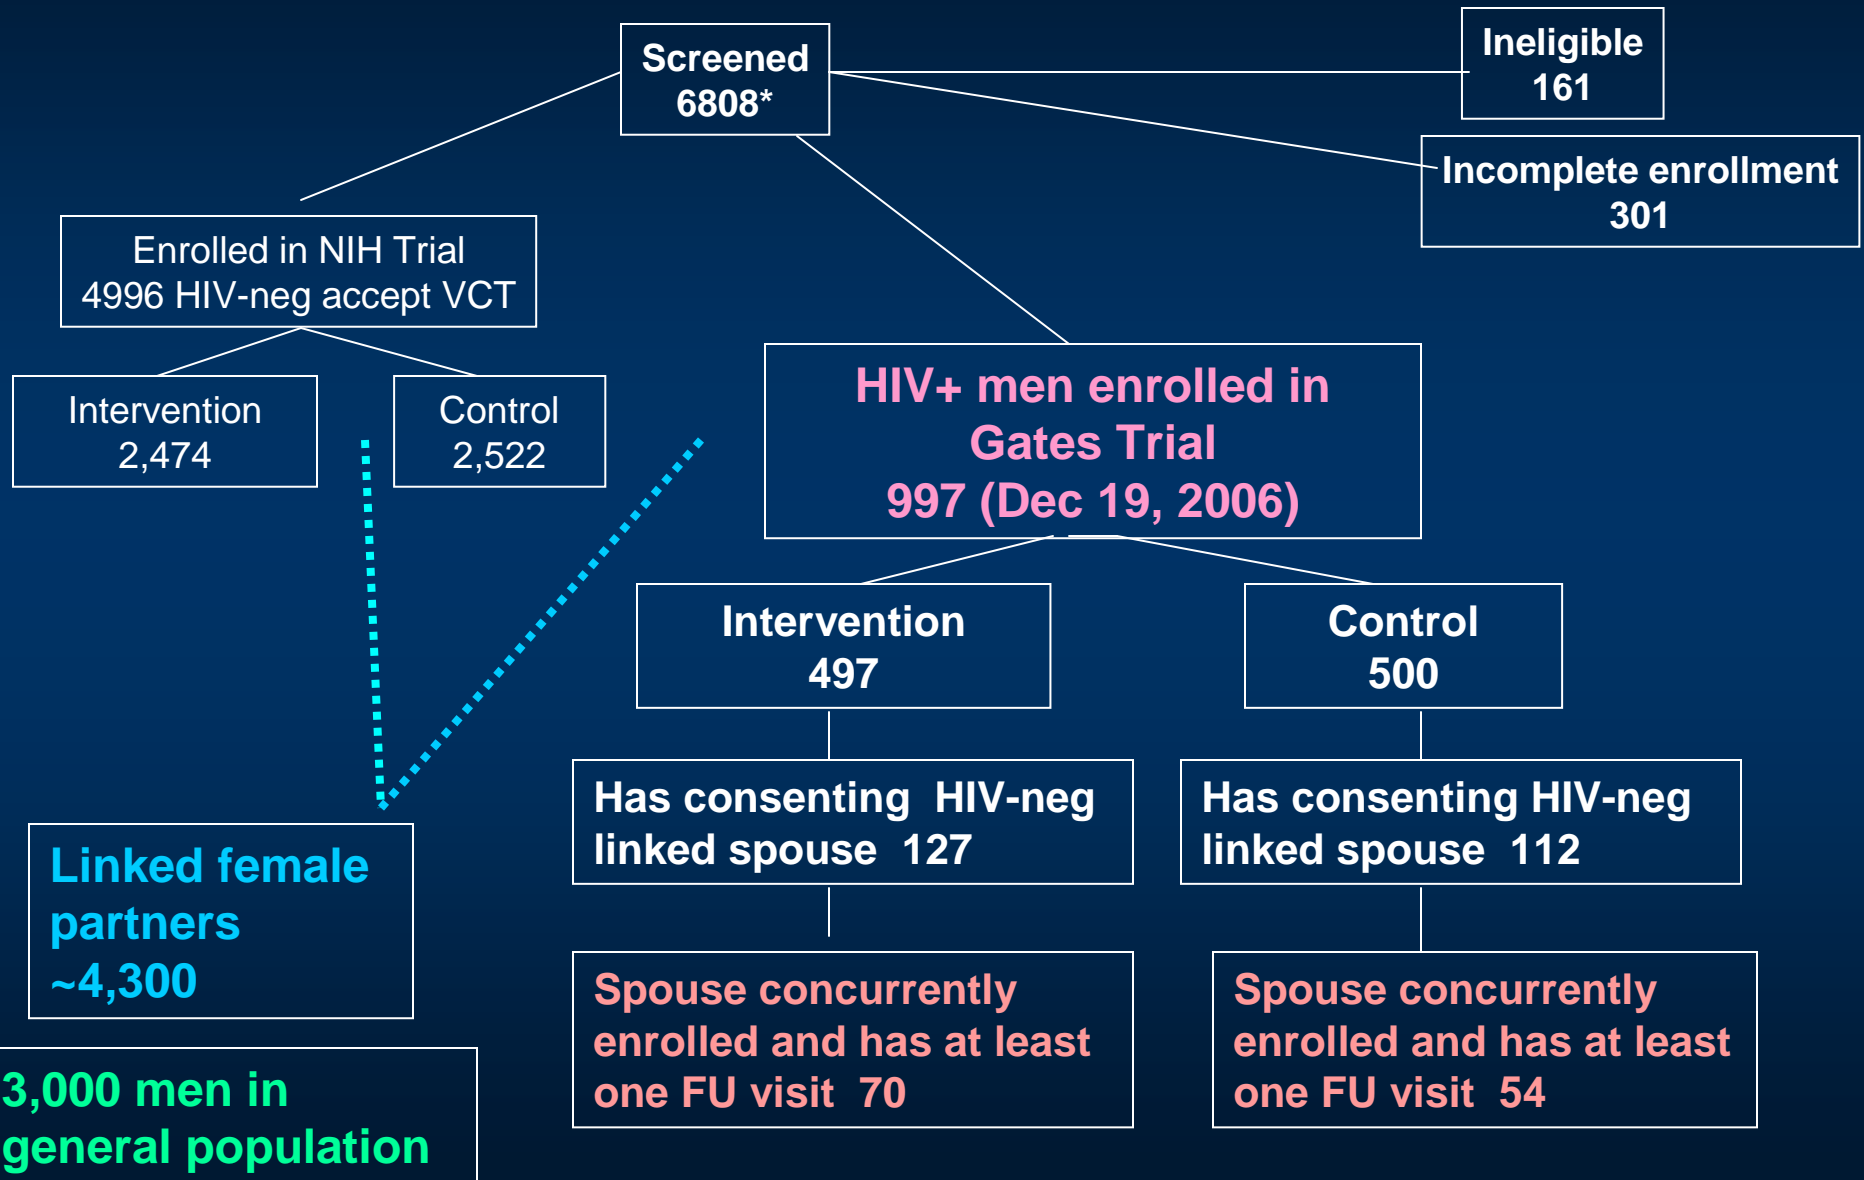 Screened
6808*
Ineligible
161
Incomplete enrollment
301
Enrolled in NIH Trial
4996 HIV-neg accept VCT
Intervention
2,474
Control
2,522
HIV+ men enrolled in
Gates Trial
997 (Dec 19, 2006)
Intervention
497
Control
500
Has consenting HIV-neg
linked spouse 127
Has consenting HIV-neg
linked spouse 112
Linked female
partners
~4,300
Spouse concurrently
enrolled and has at least
one FU visit 70
Spouse concurrently
enrolled and has at least
one FU visit 54
3,000 men in
general population